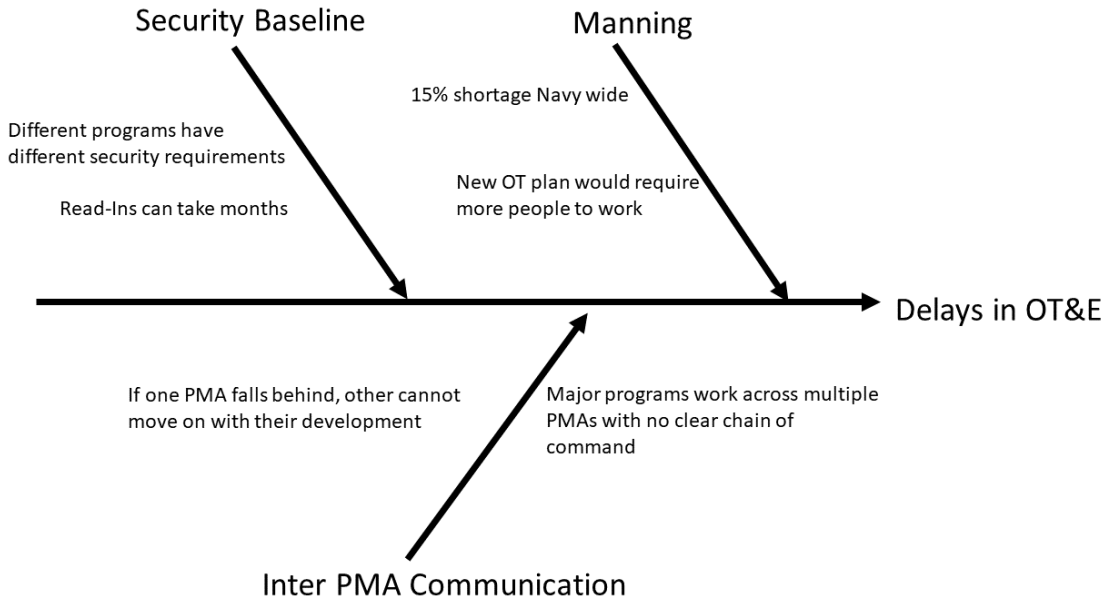 Security Baseline
Manning
15% shortage Navy wide
Different programs have
different security requirements
New OT plan would require
more people to work
Read-Ins can take months
Delays in OT&E
If one PMA falls behind, other cannot
move on with their development
Major programs work across multiple
PMAs with no clear chain of
command
Inter PMA Communication